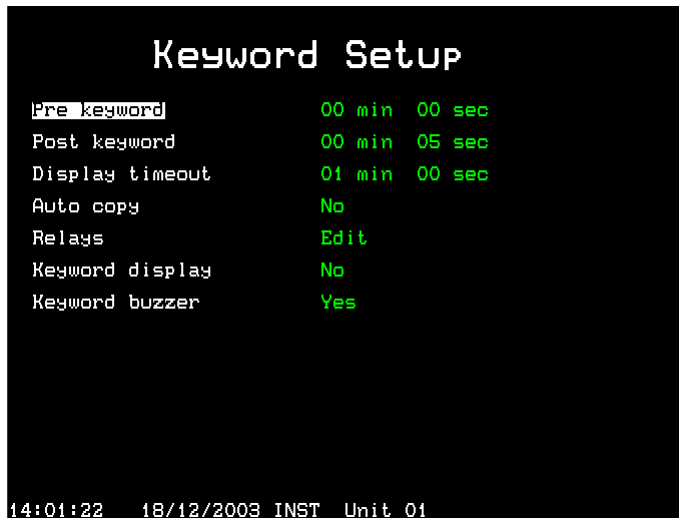 Keyword Setup
Pre keyword 00 min 00 sec
Post keyword 00 min 05 sec
Display timeout 01 min 00 sec
Auto copy No
Relays Edit
Keyword display No
Keyword buzzer Yes
14:01:22 18/12/2003 INST Unit 01